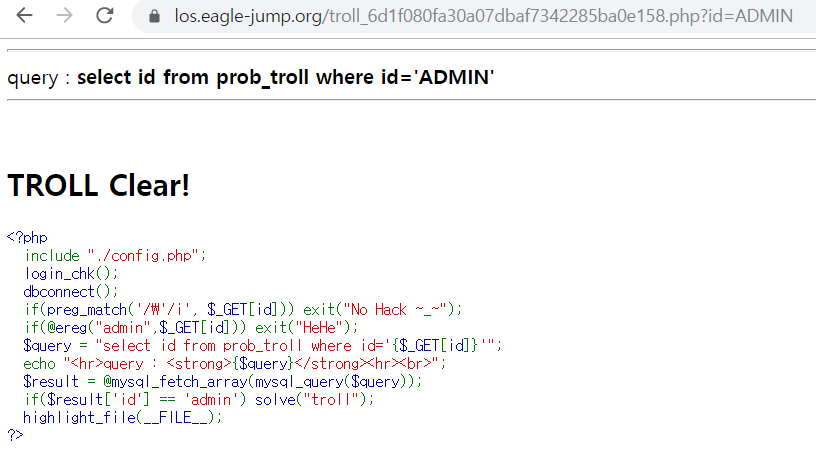 los.eagle-jump.org/troll_6d1f080fa30a07dbaf7342285ba0e158.php?id=ADMIN
query : select id from prob_troll where id='ADMIN'
TROLL Clear!
<?php
  include "./config.php";
  login_chk();
  dbconnect();
  if(preg_match('/₩'/i', $_GET[id])) exit("No Hack ~_~");
  if(@ereg("admin",$_GET[id])) exit("HeHe");
  $query = "select id from prob_troll where id='{$_GET[id]}'";
  echo "<hr>query : <strong>{$query}</strong><hr><br>";
  $result = @mysql_fetch_array(mysql_query($query));
  if($result['id'] == 'admin') solve("troll");
  highlight_file(__FILE__);
?>